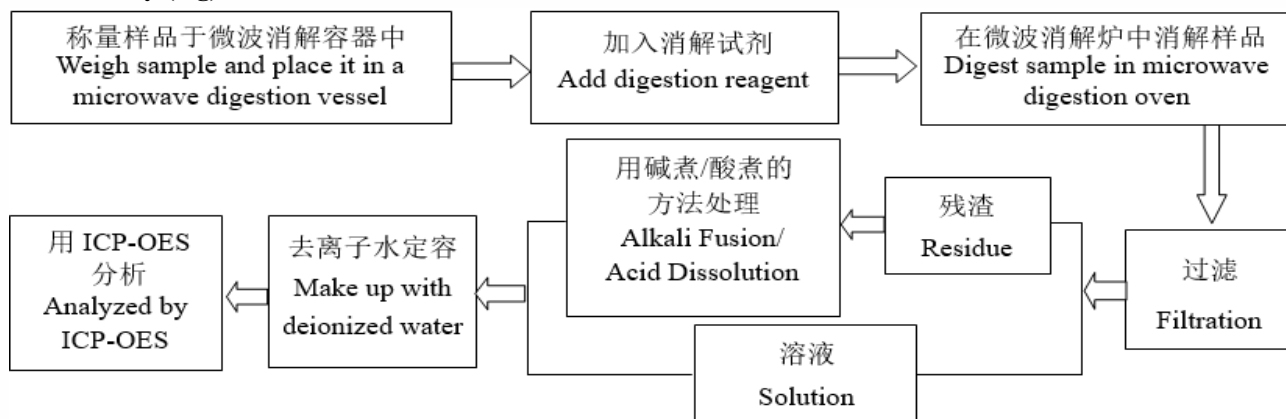 称量样品于微波消解容器中
Weigh sample and place it in a
microwave digestion vessel
加入消解试剂
Add digestion reagent
在微波消解炉中消解样品
Digest sample in microwave
digestion oven
过滤
Filtration
残渣
Residue
用碱煮/酸煮的
方法处理
Alkali Fusion/
Acid Dissolution
溶液
Solution
去离子水定容
Make up with
deionized water
用 ICP-OES
分析
Analyzed by
ICP-OES